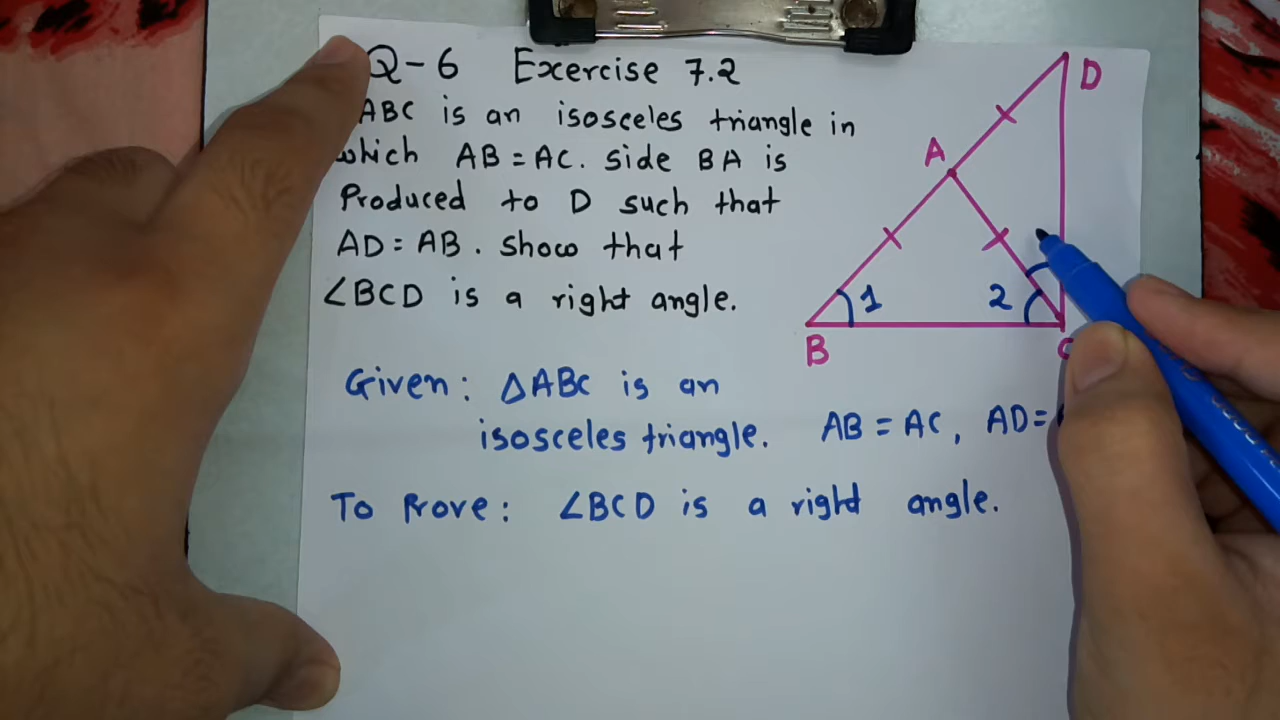 Q-6 Exercise 7.2
ABC is an isosceles triangle in
which AB = AC. side BA is
Produced to D such that
AD = AB. show that
∠BCD is a right angle.
D
A
1
2
B
C
Given: △ABC is an
isosceles triangle. AB = AC, AD =
To Prove: ∠BCD is a right angle.